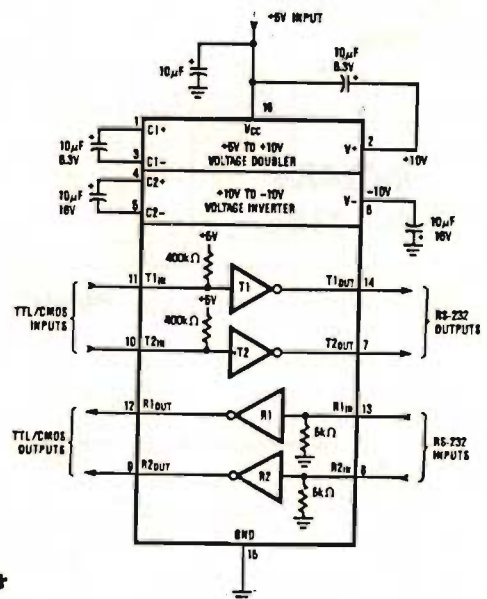 +5V INPUT
10µF
10µF
6.3V
16
1
C1+
VCC
10µF
6.3V
+5V TO +10V
VOLTAGE DOUBLER
V+
2
+10V
3
C1-
4
C2+
10µF
16V
+10V TO -10V
VOLTAGE INVERTER
-10V
V-
6
5
C2-
10µF
16V
+5V
400kΩ
11
T1IN
T1
T1OUT
14
+5V
400kΩ
TTL/CMOS
INPUTS
RS-232
OUTPUTS
10
T2IN
T2
T2OUT
7
12
R1OUT
R1
R1IN
13
5kΩ
TTL/CMOS
OUTPUTS
RS-232
INPUTS
9
R2OUT
R2
R2IN
8
5kΩ
GND
15